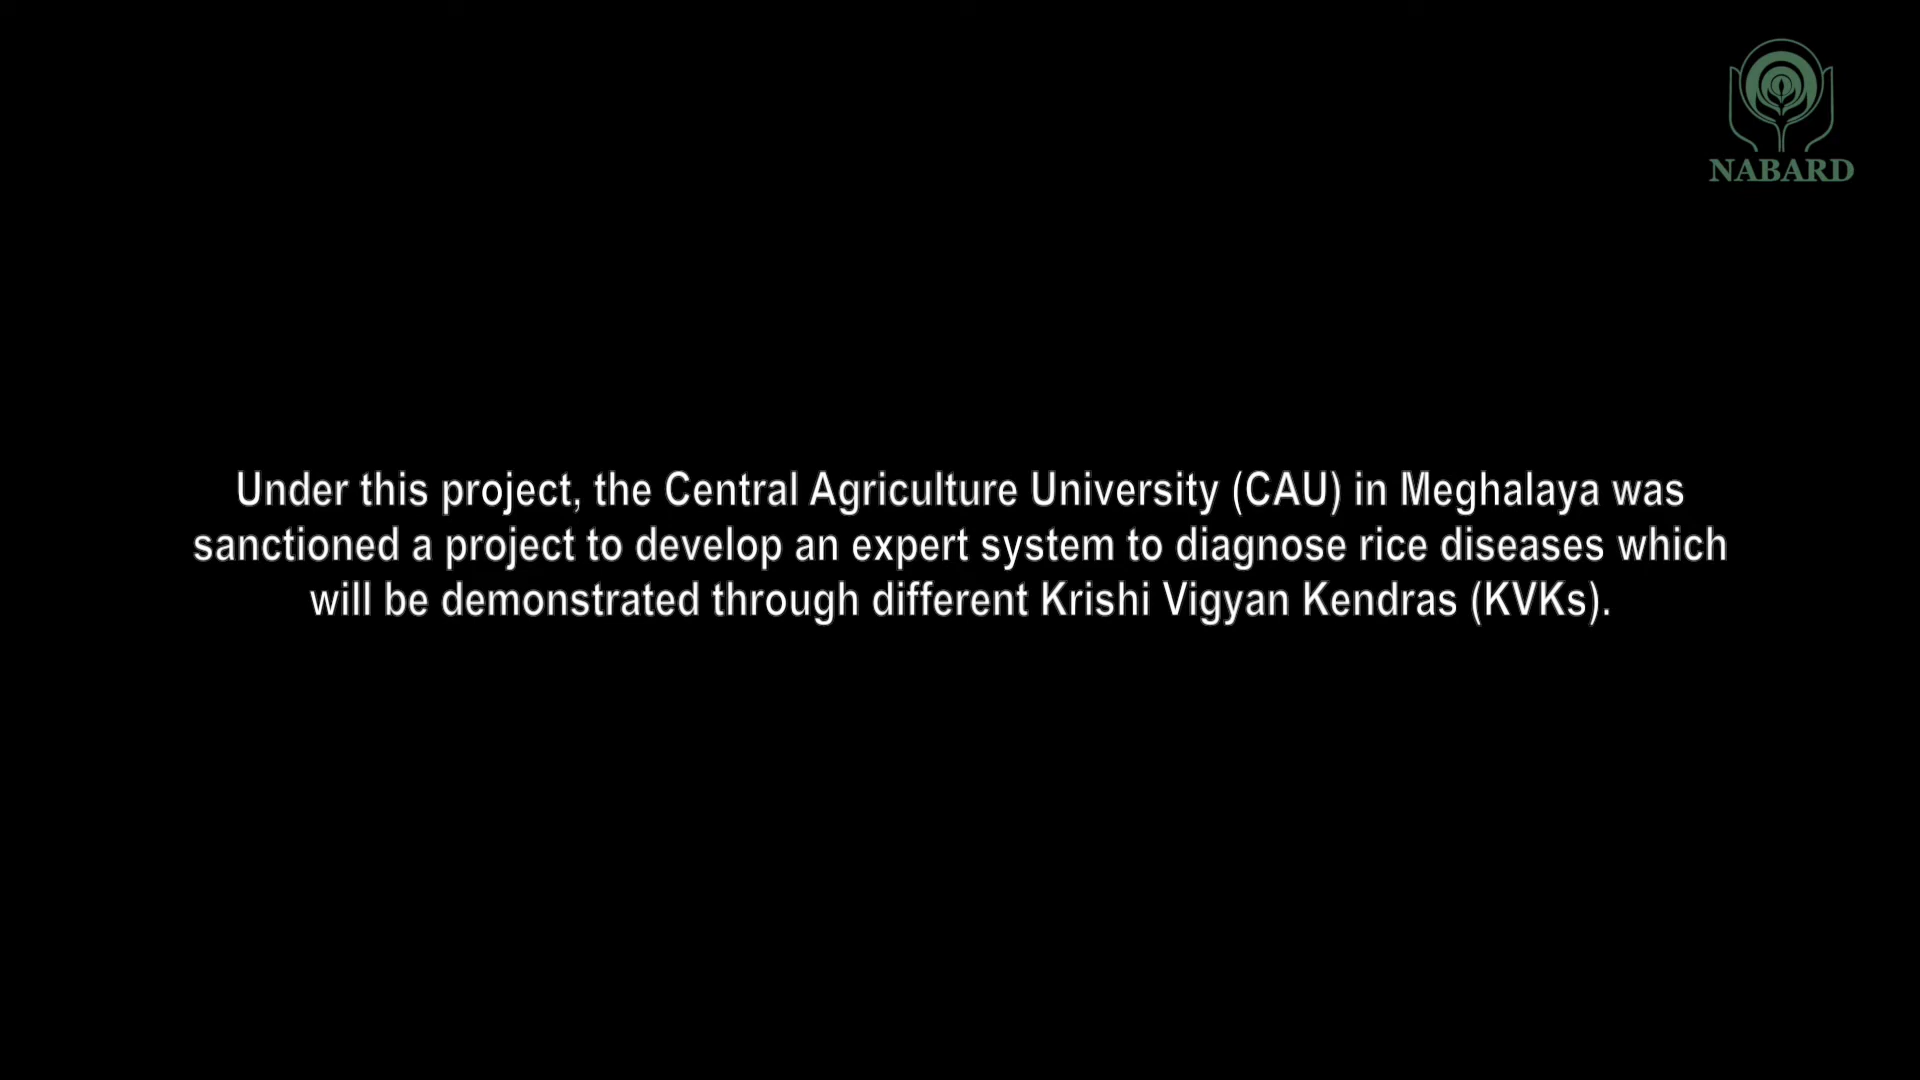 NABARD
Under this project, the Central Agriculture University (CAU) in Meghalaya was
sanctioned a project to develop an expert system to diagnose rice diseases which
will be demonstrated through different Krishi Vigyan Kendras (KVKs).